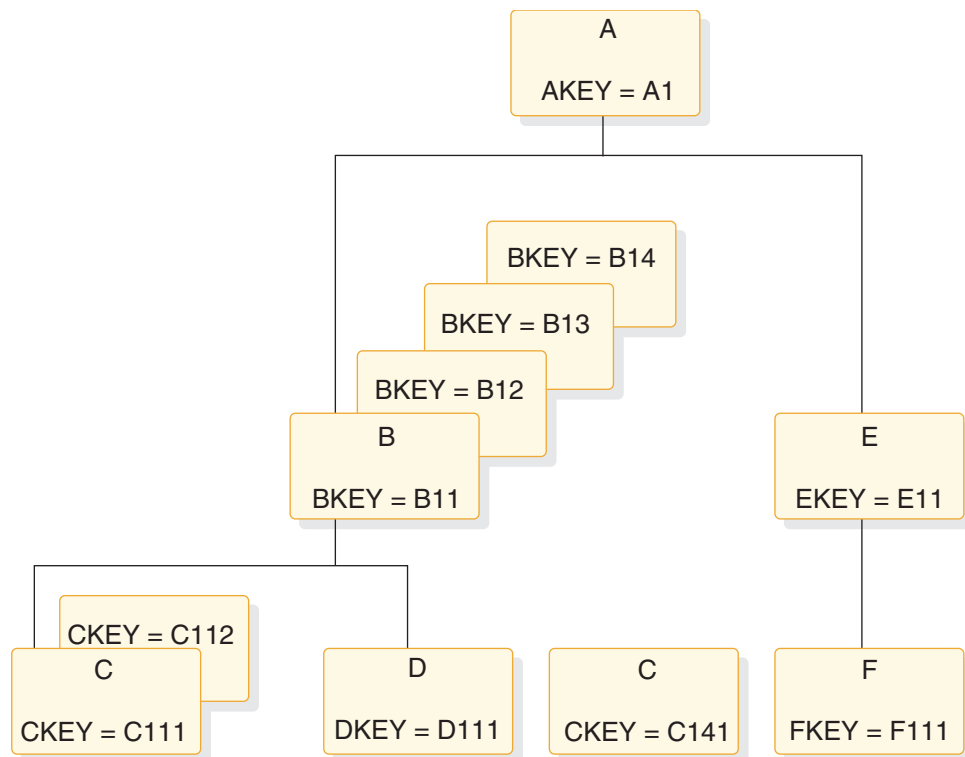 A
AKEY = A1
BKEY = B14
BKEY = B13
BKEY = B12
B
BKEY = B11
E
EKEY = E11
CKEY = C112
C
CKEY = C111
D
DKEY = D111
C
CKEY = C141
F
FKEY = F111